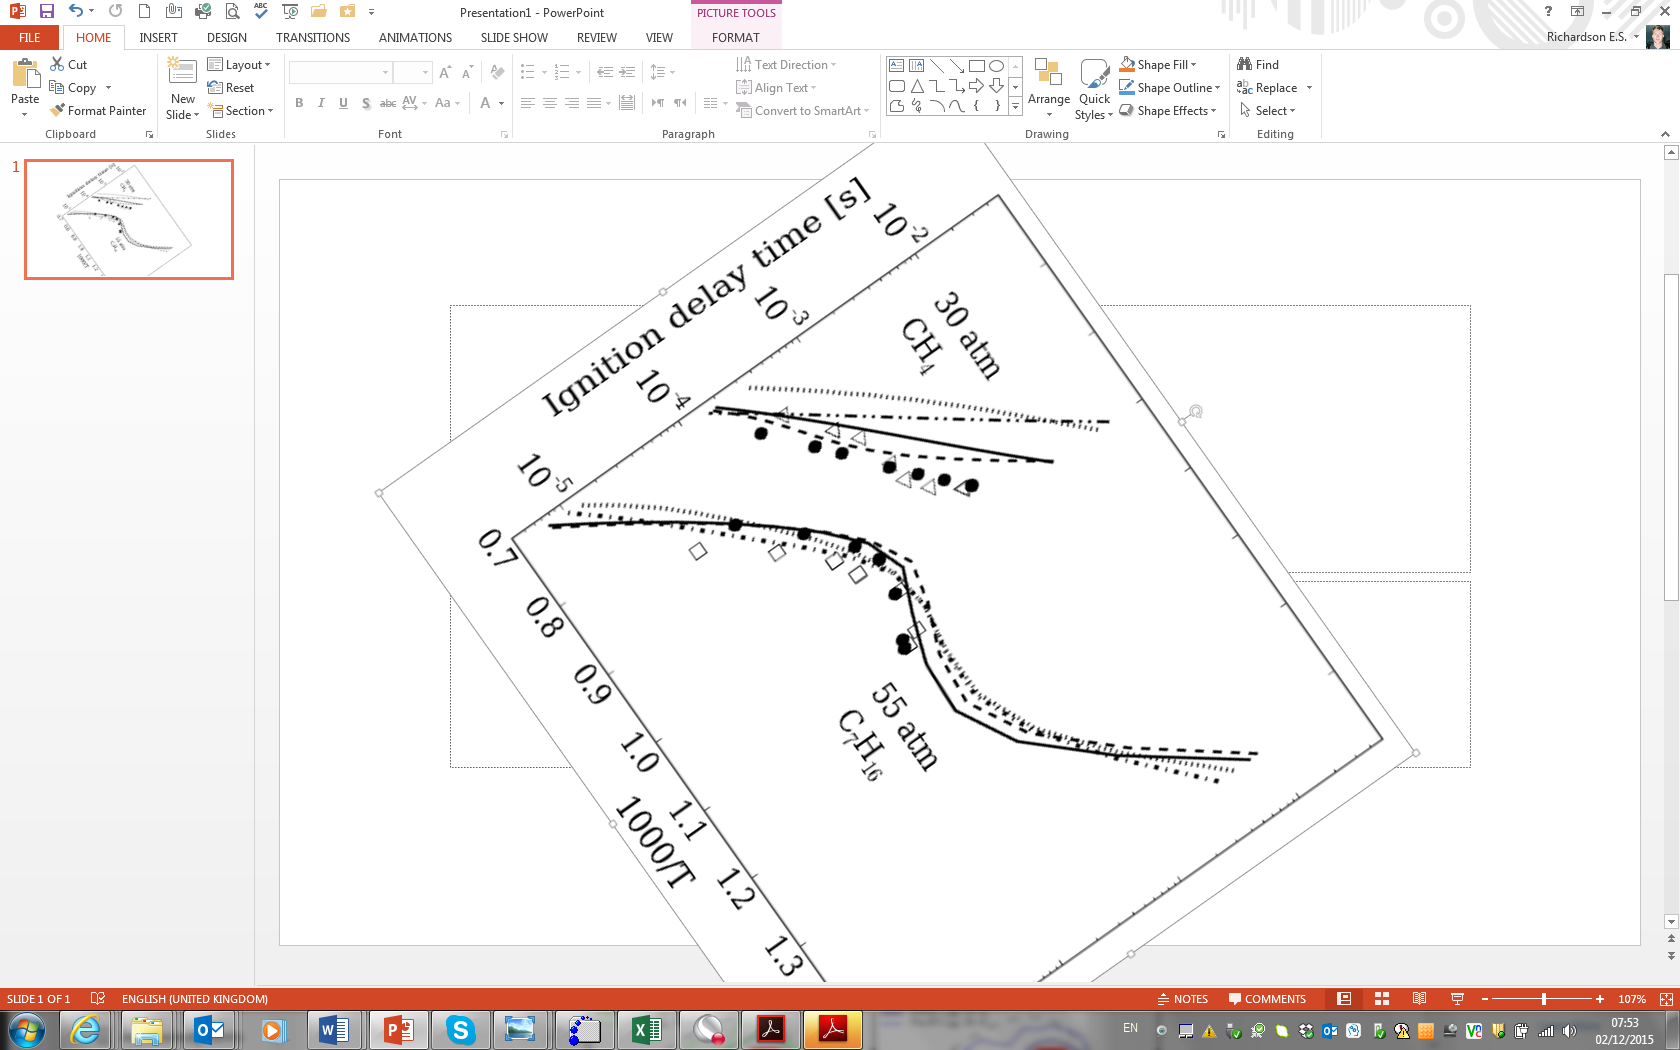 Presentation1 - PowerPoint
PICTURE TOOLS
FILE
HOME
INSERT
DESIGN
TRANSITIONS
ANIMATIONS
SLIDE SHOW
REVIEW
VIEW
FORMAT
Richardson E.S.
Paste
Cut
Copy
Format Painter
Clipboard
New
Slide
Layout
Reset
Section
Slides
Font
Text Direction
Align Text
Convert to SmartArt
Paragraph
Arrange
Quick
Styles
Shape Fill
Shape Outline
Shape Effects
Drawing
Find
Replace
Select
Editing
1
Ignition delay time [s]
10⁻²
10⁻³
10⁻⁴
10⁻⁵
30 atm
CH₄
55 atm
C₇H₁₆
0.7
0.8
0.9
1.0
1.1
1.2
1.3
1000/T
SLIDE 1 OF 1
ENGLISH (UNITED KINGDOM)
NOTES
COMMENTS
107%
EN
07:53
02/12/2015